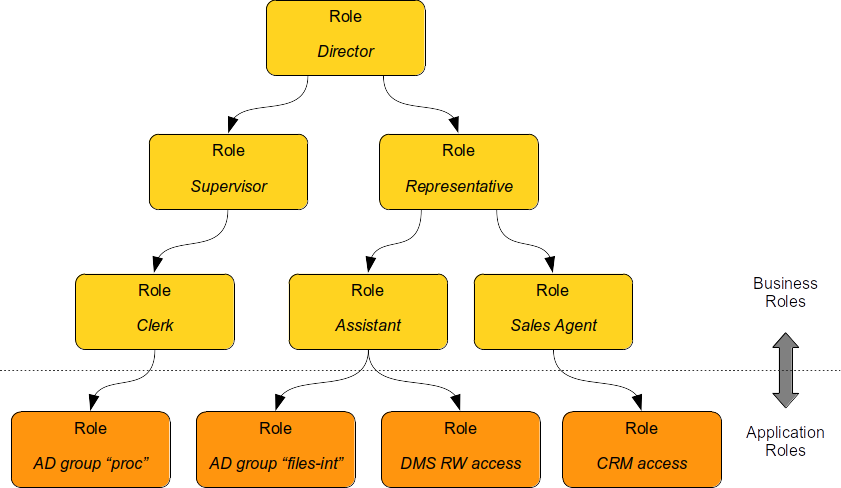 Role
Director
Role
Supervisor
Role
Representative
Role
Clerk
Role
Assistant
Role
Sales Agent
Business
Roles
Application
Roles
Role
AD group “proc”
Role
AD group “files-int”
Role
DMS RW access
Role
CRM access